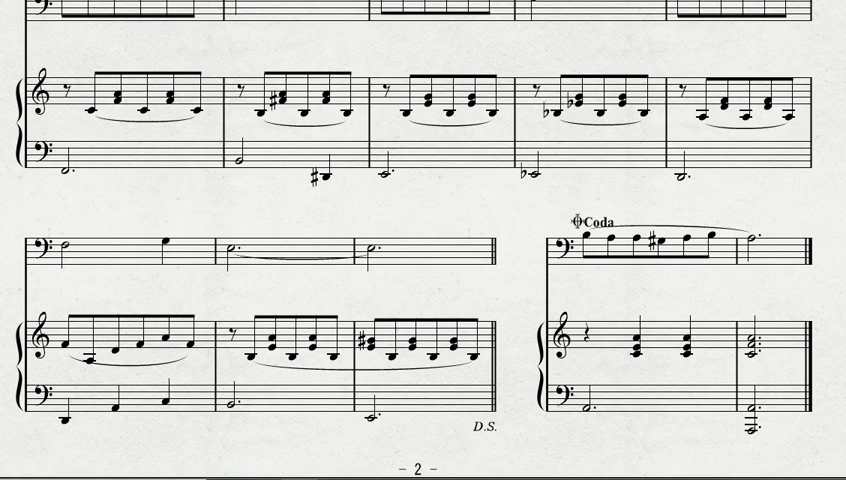 Coda
D.S.
– 2 –